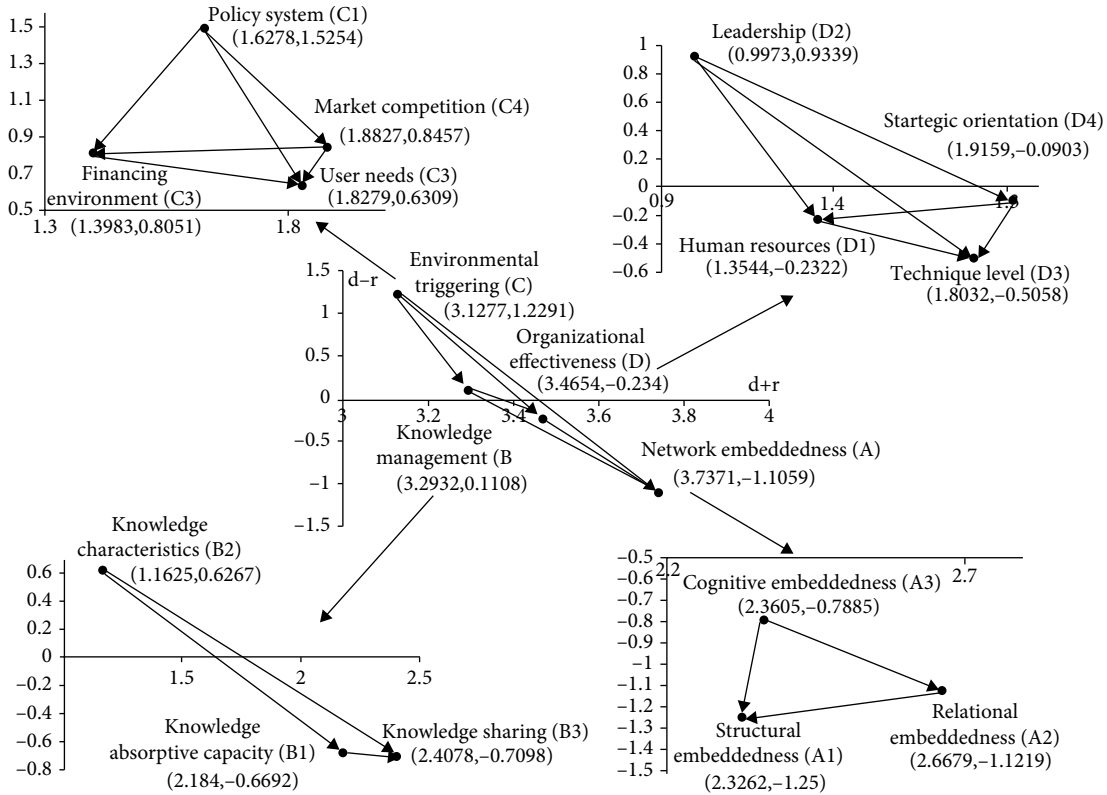 1.5
1.3
1.1
0.9
0.7
0.5
1.3
1.8
Policy system (C1)
(1.6278,1.5254)
Market competition (C4)
(1.8827,0.8457)
Financing
environment (C3)
(1.3983,0.8051)
User needs (C3)
(1.8279,0.6309)
1
0.8
0.6
0.4
0.2
0
−0.2
−0.4
−0.6
0.9
1.4
1.9
Leadership (D2)
(0.9973,0.9339)
Startegic orientation (D4)
(1.9159,−0.0903)
Human resources (D1)
(1.3544,−0.2322)
Technique level (D3)
(1.8032,−0.5058)
1.5
1
0.5
0
−0.5
−1
−1.5
d−r
3
3.2
3.4
3.6
3.8
4
d+r
Environmental
triggering (C)
(3.1277,1.2291)
Organizational
effectiveness (D)
(3.4654,−0.234)
Knowledge
management (B
(3.2932,0.1108)
Network embeddedness (A)
(3.7371,−1.1059)
0.6
0.4
0.2
0
−0.2
−0.4
−0.6
−0.8
1.5
2
2.5
Knowledge
characteristics (B2)
(1.1625,0.6267)
Knowledge
absorptive capacity (B1)
(2.184,−0.6692)
Knowledge sharing (B3)
(2.4078,−0.7098)
−0.5
−0.6
−0.7
−0.8
−0.9
−1
−1.1
−1.2
−1.3
−1.4
−1.5
2.2
2.7
Cognitive embeddedness (A3)
(2.3605,−0.7885)
Structural
embeddedness (A1)
(2.3262,−1.25)
Relational
embeddedness (A2)
(2.6679,−1.1219)